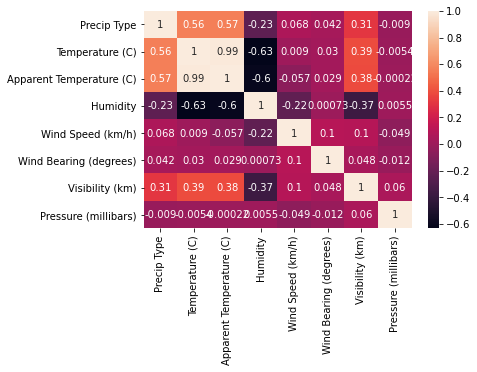 Precip Type 1 0.56 0.57 -0.23 0.068 0.042 0.31 -0.009
Temperature (C) 0.56 1 0.99 -0.63 0.009 0.03 0.39 -0.0054
Apparent Temperature (C) 0.57 0.99 1 -0.6 -0.057 0.029 0.38 -0.00022
Humidity -0.23 -0.63 -0.6 1 -0.22 0.00073 -0.37 0.0055
Wind Speed (km/h) 0.068 0.009 -0.057 -0.22 1 0.1 0.1 -0.049
Wind Bearing (degrees) 0.042 0.03 0.029 0.00073 0.1 1 0.048 -0.012
Visibility (km) 0.31 0.39 0.38 -0.37 0.1 0.048 1 0.06
Pressure (millibars) -0.009 -0.0054 -0.00022 0.0055 -0.049 -0.012 0.06 1
Precip Type
Temperature (C)
Apparent Temperature (C)
Humidity
Wind Speed (km/h)
Wind Bearing (degrees)
Visibility (km)
Pressure (millibars)
1.0
0.8
0.6
0.4
0.2
0.0
-0.2
-0.4
-0.6